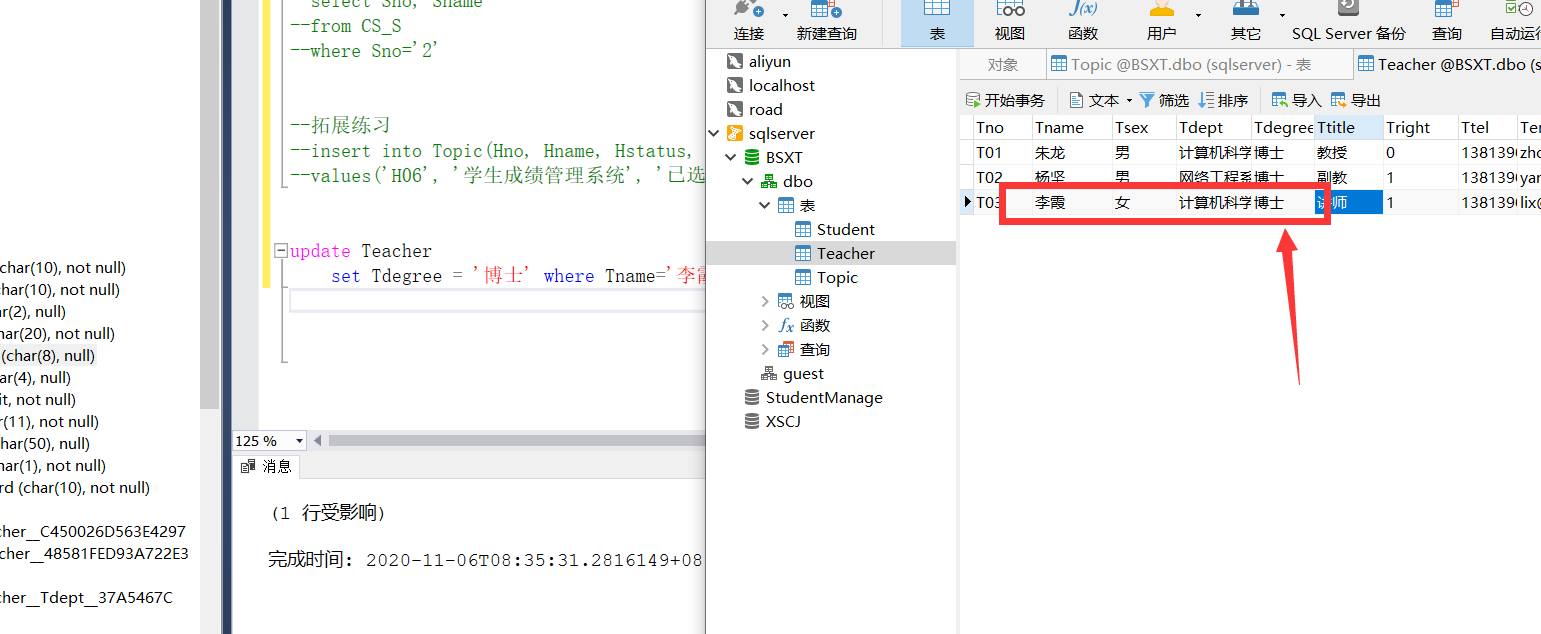 (char(10), not null)
char(10), not null)
r(2), null)
har(20), not null)
(char(8), null)
ar(4), null)
it, not null)
r(11), not null)
har(50), null)
nar(1), not null)
rd (char(10), not null)
cher__C450026D563E4297
cher__48581FED93A722E3
cher__Tdept__37A5467C
select Sno, Sname
--from CS_S
--where Sno='2'
--拓展练习
--insert into Topic(Hno, Hname, Hstatus,
--values('H06', '学生成绩管理系统', '已选
update Teacher
set Tdegree = '博士' where Tname='李霞
125 %
消息
(1 行受影响)
完成时间: 2020-11-06T08:35:31.2816149+08
连接 新建查询 表 视图 函数 用户 其它 SQL Server 备份 查询 自动运行
aliyun
localhost
road
sqlserver
BSXT
dbo
表
Student
Teacher
Topic
视图
fx 函数
查询
guest
StudentManage
XSCJ
对象 Topic @BSXT.dbo (sqlserver) - 表 Teacher @BSXT.dbo (s
开始事务 文本 筛选 排序 导入 导出
Tno Tname Tsex Tdept Tdegree Ttitle Tright Ttel Ter
T01 朱龙 男 计算机科学 博士 教授 0 138139 zho
T02 杨坚 男 网络工程系 博士 副教 1 138139 yar
T03 李霞 女 计算机科学 博士 讲师 1 138139 lix@